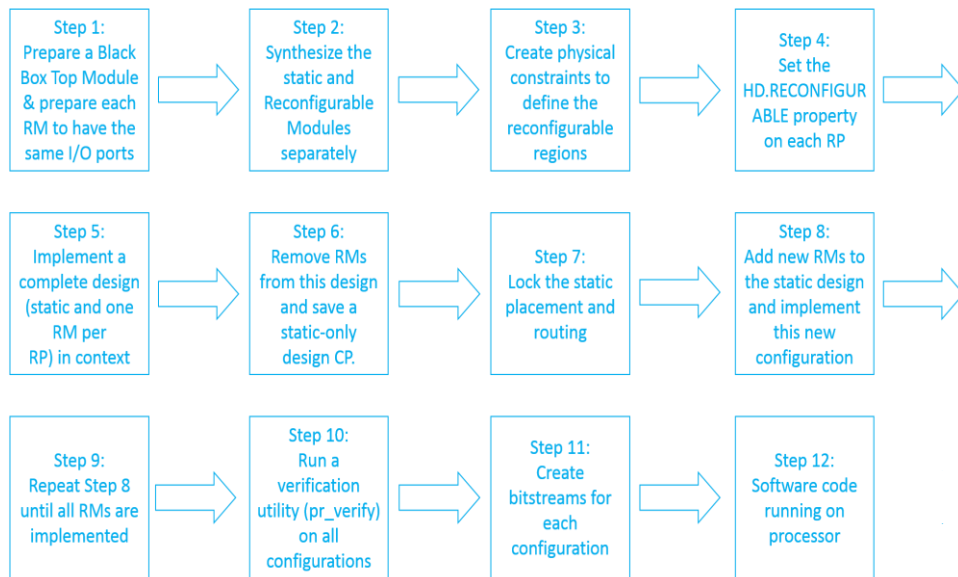 Step 1:
Prepare a Black
Box Top Module
& prepare each
RM to have the
same I/O ports
Step 2:
Synthesize the
static and
Reconfigurable
Modules
separately
Step 3:
Create physical
constraints to
define the
reconfigurable
regions
Step 4:
Set the
HD.RECONFIGUR
ABLE property
on each RP
Step 5:
Implement a
complete design
(static and one
RM per
RP) in context
Step 6:
Remove RMs
from this design
and save a
static-only
design CP.
Step 7:
Lock the static
placement and
routing
Step 8:
Add new RMs to
the static design
and implement
this new
configuration
Step 9:
Repeat Step 8
until all RMs are
implemented
Step 10:
Run a
verification
utility (pr_verify)
on all
configurations
Step 11:
Create
bitstreams for
each
configuration
Step 12:
Software code
running on
processor